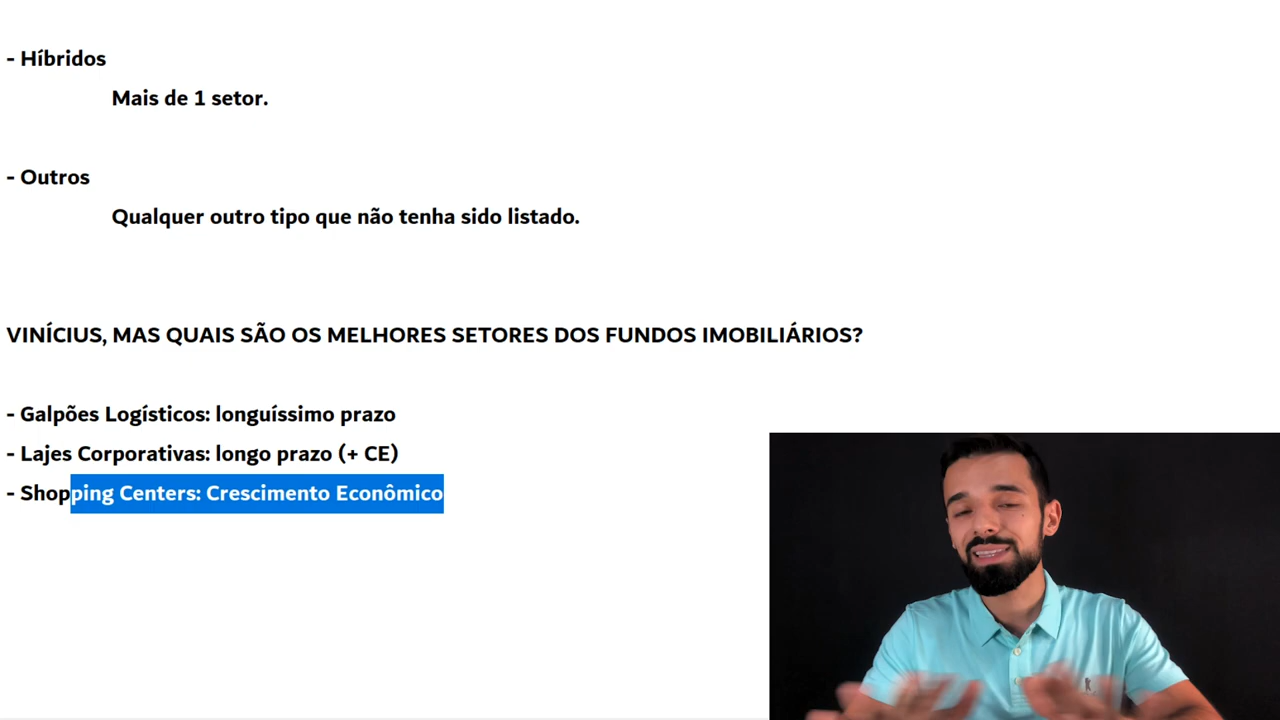 - Híbridos
Mais de 1 setor.
- Outros
Qualquer outro tipo que não tenha sido listado.
VINÍCIUS, MAS QUAIS SÃO OS MELHORES SETORES DOS FUNDOS IMOBILIÁRIOS?
- Galpões Logísticos: longuíssimo prazo
- Lajes Corporativas: longo prazo (+ CE)
- Shopping Centers: Crescimento Econômico